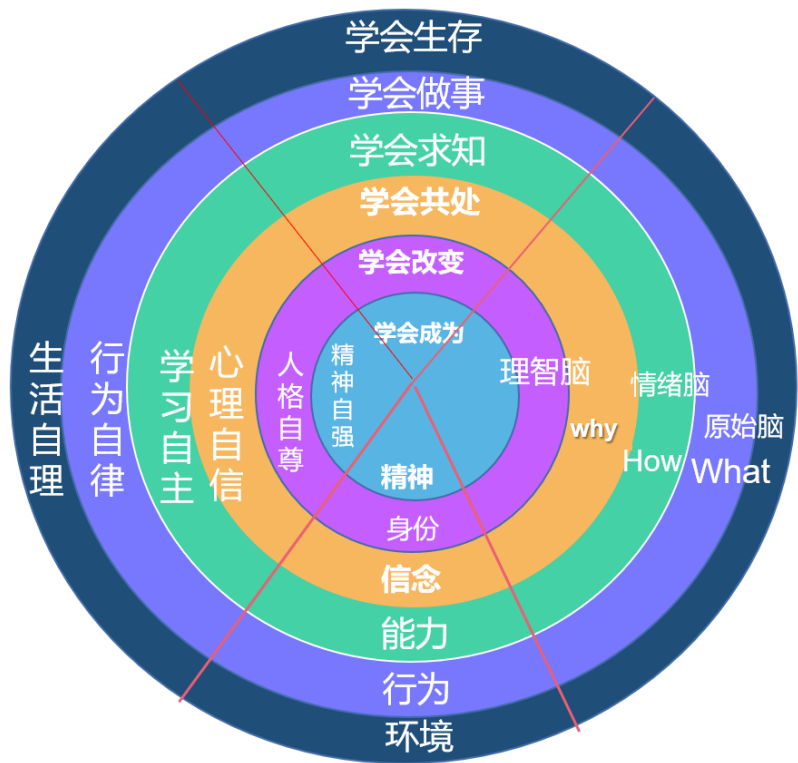 学会生存
学会做事
学会求知
学会共处
学会改变
学会成为
生活自理
行为自律
学习自主
心理自信
人格自尊
精神自强
理智脑
情绪脑
原始脑
why
How
What
精神
身份
信念
能力
行为
环境